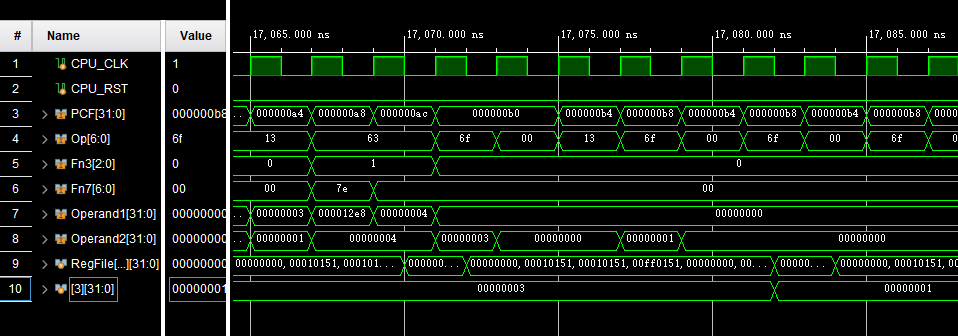 # Name Value
17,065.000 ns 17,070.000 ns 17,075.000 ns 17,080.000 ns 17,085.000 ns
1 CPU_CLK 1
2 CPU_RST 0
3 PCF[31:0] 000000b8 ... 000000a4 000000a8 000000ac 000000b0 000000b4 000000b8 000000b4 000000b8 000000b4 000000b8 000000...
4 Op[6:0] 6f 13 63 6f 00 13 6f 00 6f 00 6f 0
5 Fn3[2:0] 0 0 1 0
6 Fn7[6:0] 00 00 7e 00
7 Operand1[31:0] 00000000 ... 00000003 000012e8 00000004 00000000
8 Operand2[31:0] 00000000 ... 00000001 00000004 00000003 00000000 00000001 00000000
9 RegFile[...][31:0] 00000000 00000000,00010151,000101... 000000... 00000000,00010151,00ff0151,00000000,00... 000000... 00000000,00010151,00...
10 [3][31:0] 00000001 00000003 00000001